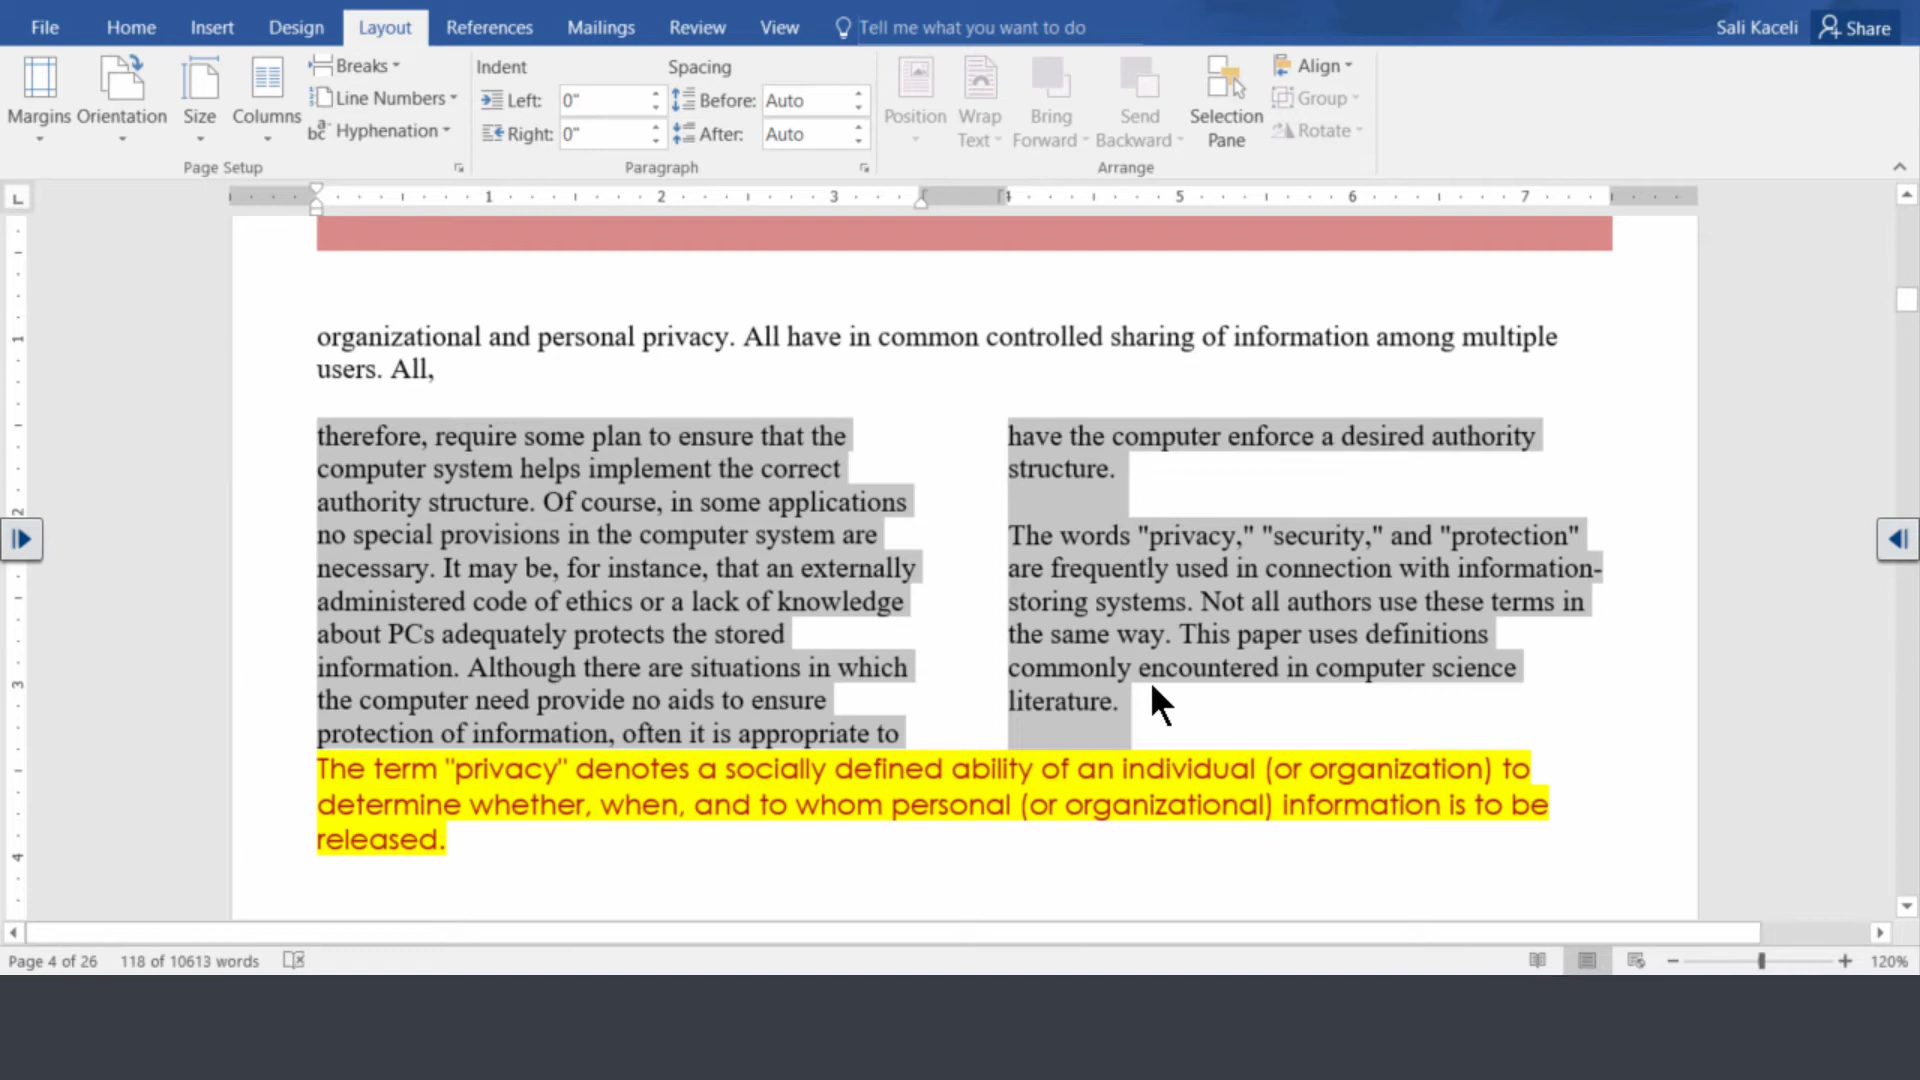 File Home Insert Design Layout References Mailings Review View Tell me what you want to do Sali Kaceli Share
Margins Orientation Size Columns
Breaks
Line Numbers
Hyphenation
Page Setup
Indent
Left: 0"
Right: 0"
Spacing
Before: Auto
After: Auto
Paragraph
Position
Wrap Text
Bring Forward
Send Backward
Selection Pane
Align
Group
Rotate
Arrange
1 2 3 4 5 6 7
1
2
3
4
organizational and personal privacy. All have in common controlled sharing of information among multiple
users. All,
therefore, require some plan to ensure that the
computer system helps implement the correct
authority structure. Of course, in some applications
no special provisions in the computer system are
necessary. It may be, for instance, that an externally
administered code of ethics or a lack of knowledge
about PCs adequately protects the stored
information. Although there are situations in which
the computer need provide no aids to ensure
protection of information, often it is appropriate to
have the computer enforce a desired authority
structure.
The words "privacy," "security," and "protection"
are frequently used in connection with information-
storing systems. Not all authors use these terms in
the same way. This paper uses definitions
commonly encountered in computer science
literature.
The term "privacy" denotes a socially defined ability of an individual (or organization) to
determine whether, when, and to whom personal (or organizational) information is to be
released.
Page 4 of 26 118 of 10613 words 120%